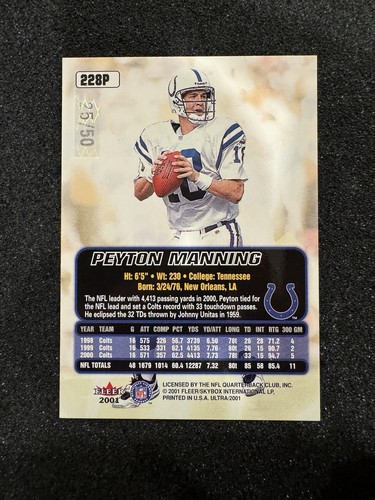 228P
25/50
18
PEYTON MANNING
Ht: 6'5" • Wt: 230 • College: Tennessee
Born: 3/24/76, New Orleans, LA
The NFL leader with 4,413 passing yards in 2000, Peyton tied for
the NFL lead and set a Colts record with 33 touchdown passes.
He eclipsed the 32 TDs thrown by Johnny Unitas in 1959.
YEAR TEAM G ATT COMP PCT YDS YD/ATT LG TD INT RTG 300 GM
1998 Colts 16 575 326 56.7 3739 6.50 78t 26 28 71.2 4
1999 Colts 16 533 331 62.1 4135 7.76 80t 26 15 90.7 2
2000 Colts 16 571 357 62.5 4413 7.73 78t 33 15 94.7 5
NFL TOTALS 48 1679 1014 60.4 12287 7.32 80t 85 58 85.4 11
FLEER
2001
NFL
LICENSED BY THE NFL QUARTERBACK CLUB, INC.
© 2001 FLEER/SKYBOX INTERNATIONAL LP,
PRINTED IN U.S.A. ULTRA/2001